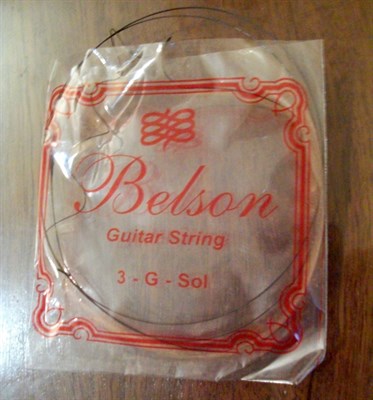 Belson
Guitar String
3 - G - Sol